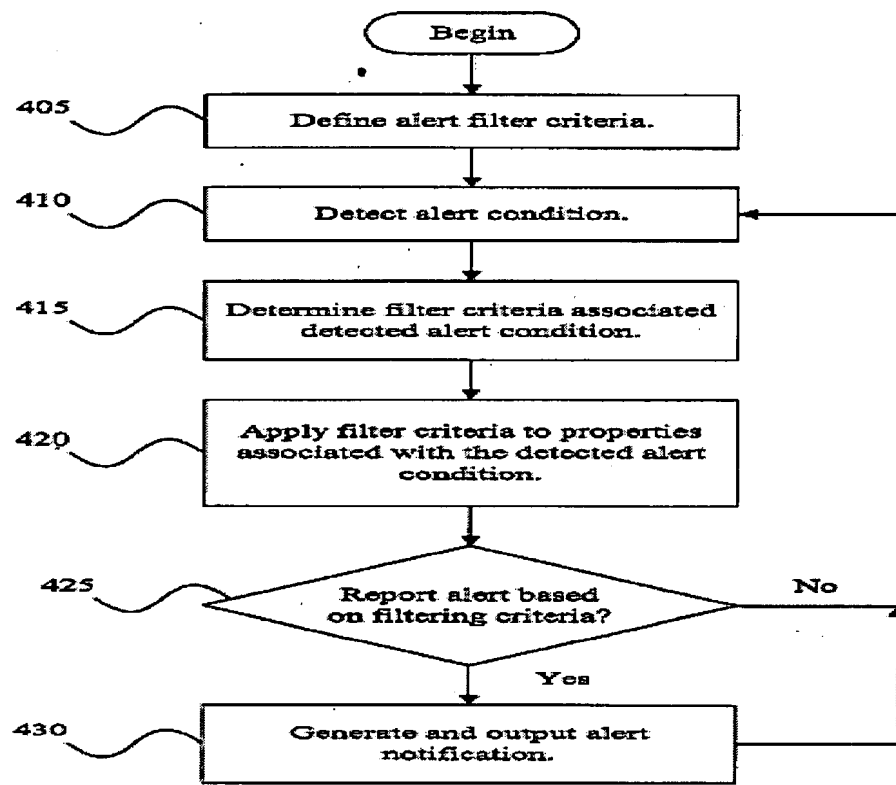 Begin
405
Define alert filter criteria.
410
Detect alert condition.
415
Determine filter criteria associated
detected alert condition.
420
Apply filter criteria to properties
associated with the detected alert
condition.
425
Report alert based
on filtering criteria?
No
Yes
430
Generate and output alert
notification.